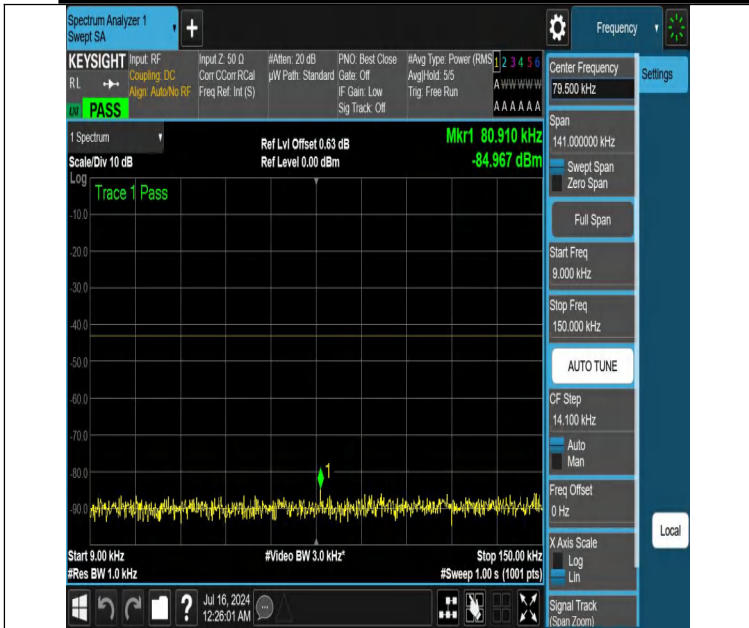 Spectrum Analyzer 1
Swept SA
+
Frequency
KEYSIGHT
RL
LXI PASS
Input: RF
Coupling: DC
Align: Auto/No RF
Input Z: 50 Ω
Corr CCorr RCal
Freq Ref: Int (S)
#Atten: 20 dB
µW Path: Standard
PNO: Best Close
Gate: Off
IF Gain: Low
Sig Track: Off
#Avg Type: Power (RMS
Avg|Hold: 5/5
Trig: Free Run
1 2 3 4 5 6
A W W W W W
A A A A A A
Center Frequency
79.500 kHz
Settings
1 Spectrum
Scale/Div 10 dB
Ref Lvl Offset 0.63 dB
Ref Level 0.00 dBm
Mkr1 80.910 kHz
-84.967 dBm
Log
Trace 1 Pass
-10.0
-20.0
-30.0
-40.0
-50.0
-60.0
-70.0
-80.0
-90.0
1
Start 9.00 kHz
#Res BW 1.0 kHz
#Video BW 3.0 kHz*
Stop 150.00 kHz
#Sweep 1.00 s (1001 pts)
Span
141.000000 kHz
Swept Span
Zero Span
Full Span
Start Freq
9.000 kHz
Stop Freq
150.000 kHz
AUTO TUNE
CF Step
14.100 kHz
Auto
Man
Freq Offset
0 Hz
X Axis Scale
Log
Lin
Local
Signal Track
(Span Zoom)
?
Jul 16, 2024
12:26:01 AM